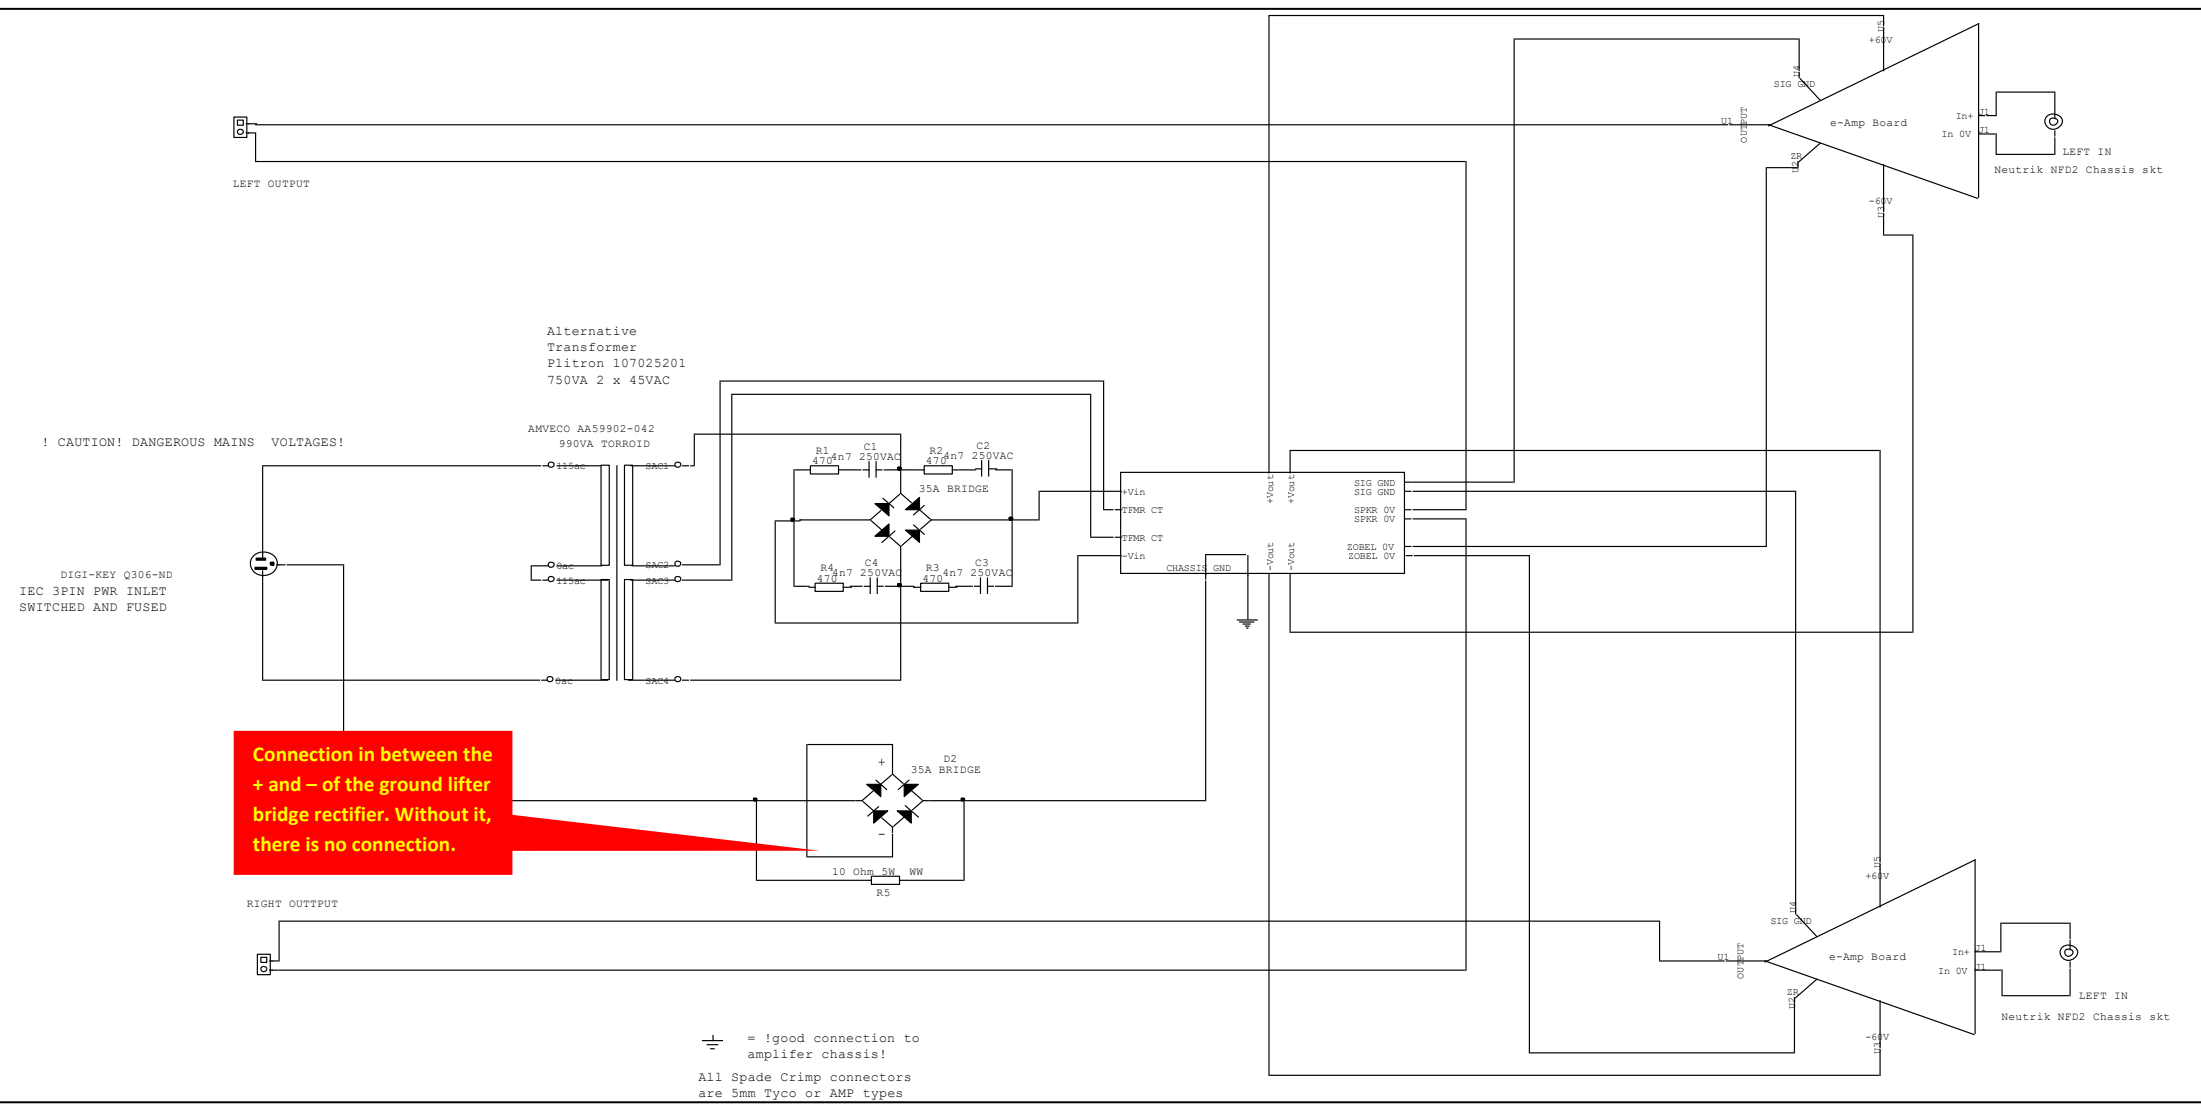 U5
+60V
U4
SIG GND
U1
OUTPUT
e-Amp Board
In+
J1
In 0V
J1
ZR
U2
-60V
U3
LEFT IN
Neutrik NFD2 Chassis skt
LEFT OUTPUT
Alternative
Transformer
Plitron 107025201
750VA 2 x 45VAC
! CAUTION! DANGEROUS MAINS VOLTAGES!
AMVECO AA59902-042
990VA TORROID
115ac
SAC1
0ac
SAC2
115ac
SAC3
0ac
SAC4
R1
470
C1
4n7 250VAC
R2
470
C2
4n7 250VAC
35A BRIDGE
R4
470
C4
4n7 250VAC
R3
470
C3
4n7 250VAC
+Vin
TFMR CT
TFMR CT
-Vin
CHASSIS GND
+Vout
+Vout
-Vout
-Vout
SIG GND
SIG GND
SPKR 0V
SPKR 0V
ZOBEL 0V
ZOBEL 0V
DIGI-KEY Q306-ND
IEC 3PIN PWR INLET
SWITCHED AND FUSED
Connection in between the
+ and – of the ground lifter
bridge rectifier. Without it,
there is no connection.
+
D2
35A BRIDGE
-
10 Ohm 5W WW
R5
RIGHT OUTTPUT
U5
+60V
U4
SIG GND
U1
OUTPUT
e-Amp Board
In+
J1
In 0V
J1
ZR
U2
-60V
U3
LEFT IN
Neutrik NFD2 Chassis skt
= !good connection to
amplifer chassis!
All Spade Crimp connectors
are 5mm Tyco or AMP types